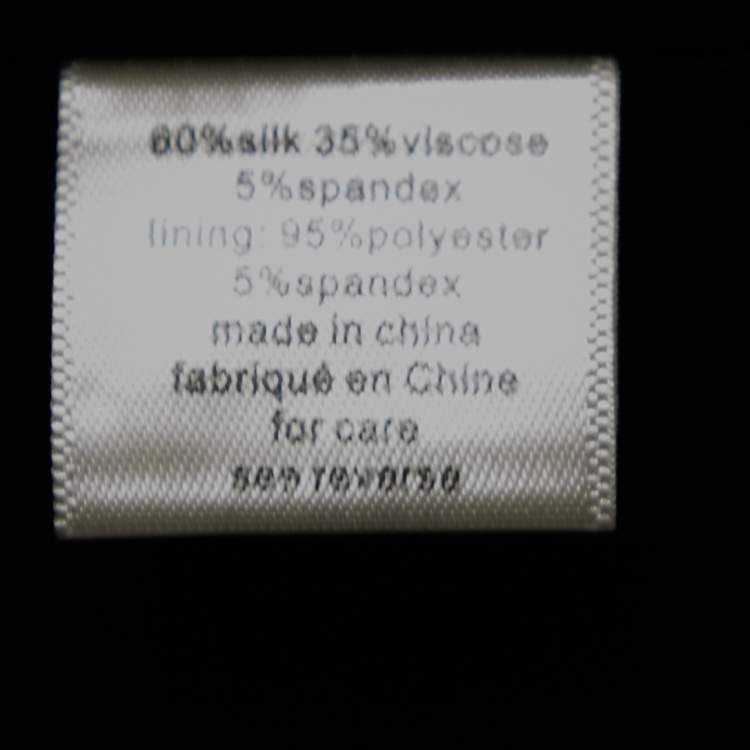 60%silk 35%viscose
5%spandex
lining: 95%polyester
5%spandex
made in china
fabriqué en Chine
for care
see reverse